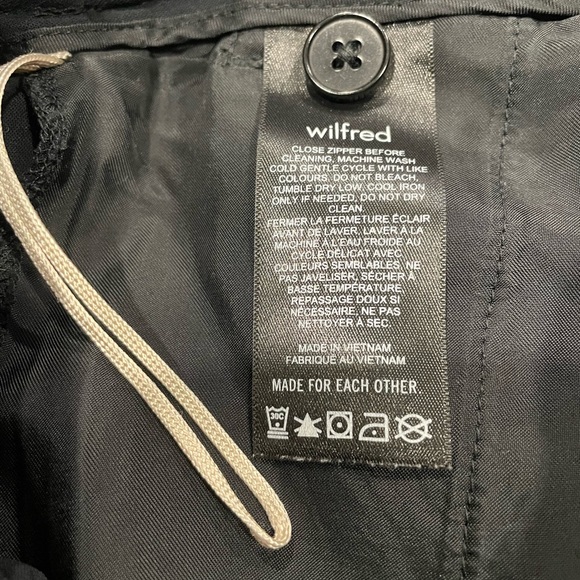 wilfred
CLOSE ZIPPER BEFORE
CLEANING, MACHINE WASH
COLD GENTLE CYCLE WITH LIKE
COLOURS. DO NOT BLEACH,
TUMBLE DRY LOW, COOL IRON
ONLY IF NEEDED, DO NOT DRY
CLEAN.
FERMER LA FERMETURE ÉCLAIR
AVANT DE LAVER. LAVER À LA
MACHINE À L'EAU FROIDE AU
CYCLE DÉLICAT AVEC
COULEURS SEMBLABLES, NE
PAS JAVELISER, SÉCHER À
BASSE TEMPÉRATURE,
REPASSAGE DOUX SI
NÉCESSAIRE, NE PAS
NETTOYER À SEC.
MADE IN VIETNAM
FABRIQUÉ AU VIETNAM
MADE FOR EACH OTHER
30C